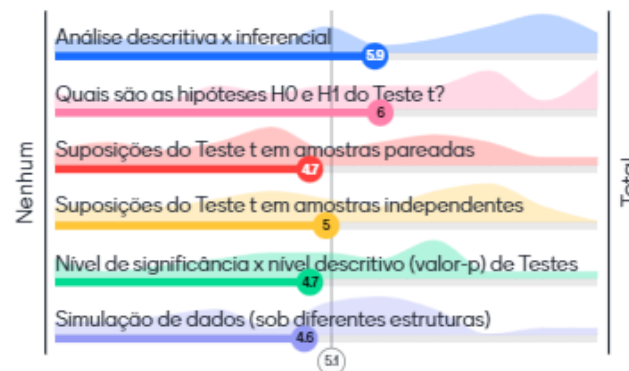 Análise descritiva x inferencial
5.9
Quais são as hipóteses H0 e H1 do Teste t?
6
Suposições do Teste t em amostras pareadas
4.7
Suposições do Teste t em amostras independentes
5
Nível de significância x nível descritivo (valor-p) de Testes
4.7
Simulação de dados (sob diferentes estruturas)
4.6
5.1
Nenhum
Total